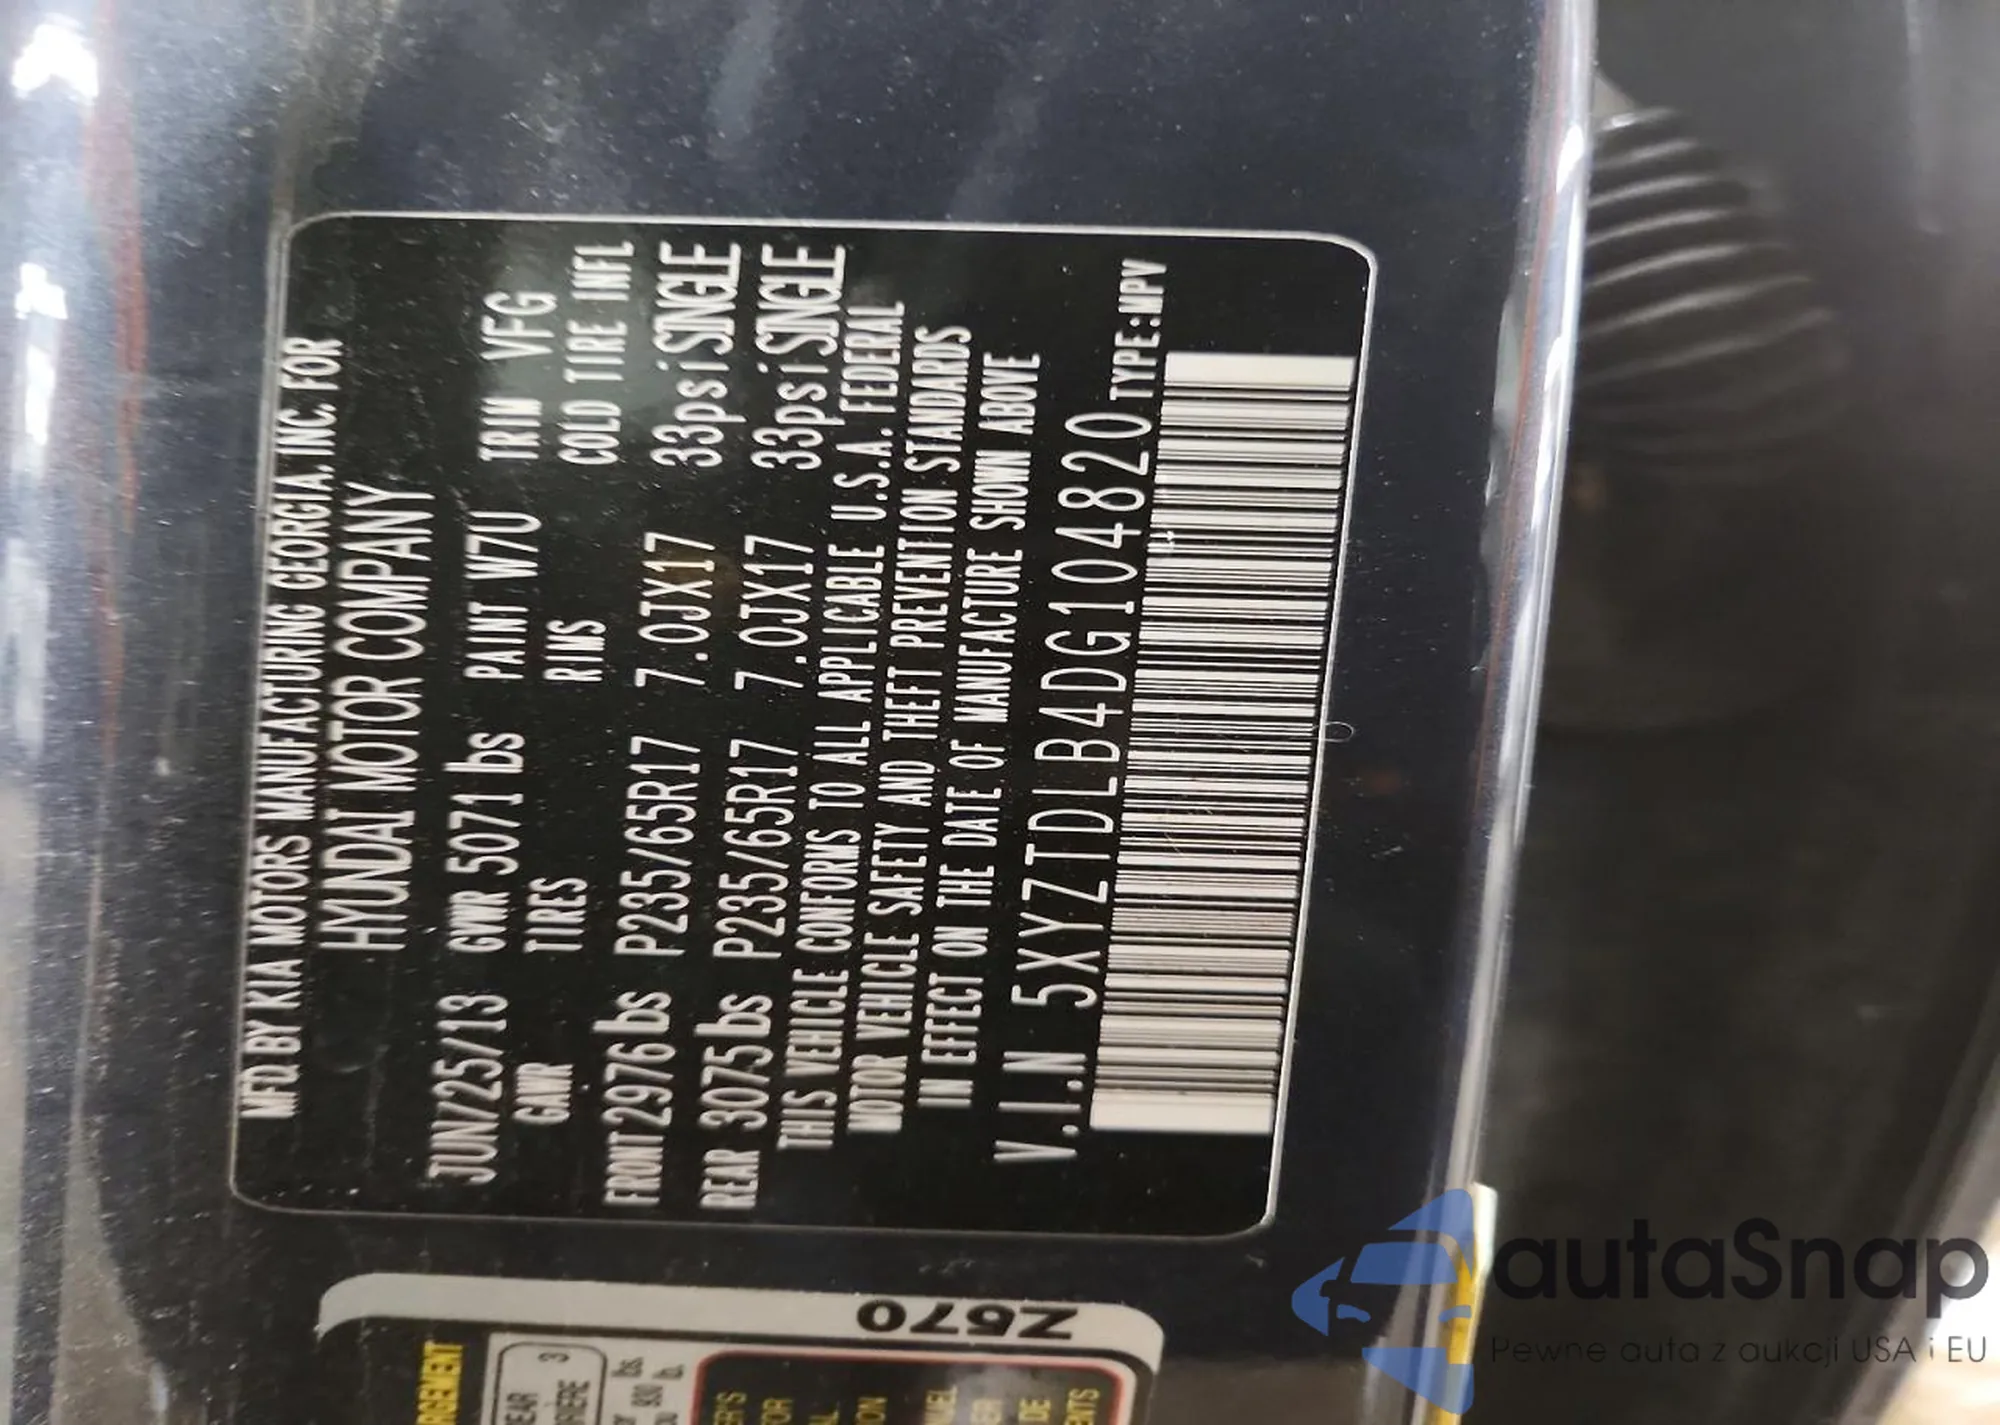 MFD BY KIA MOTORS MANUFACTURING GEORGIA, INC. FOR
HYUNDAI MOTOR COMPANY
JUN/25/13 GVWR 5071 lbs PAINT W7U TRIM VFG
GAWR TIRES RIMS COLD TIRE INFL
FRONT 2976 lbs P235/65R17 7.0JX17 33psi SINGLE
REAR 3075 lbs P235/65R17 7.0JX17 33psi SINGLE
THIS VEHICLE CONFORMS TO ALL APPLICABLE U.S.A. FEDERAL
MOTOR VEHICLE SAFETY AND THEFT PREVENTION STANDARDS
IN EFFECT ON THE DATE OF MANUFACTURE SHOWN ABOVE
V.I.N 5XYZTDLB4DG104820 TYPE:MPV
Z570
autaSnap
Pewne auta z aukcji USA i EU